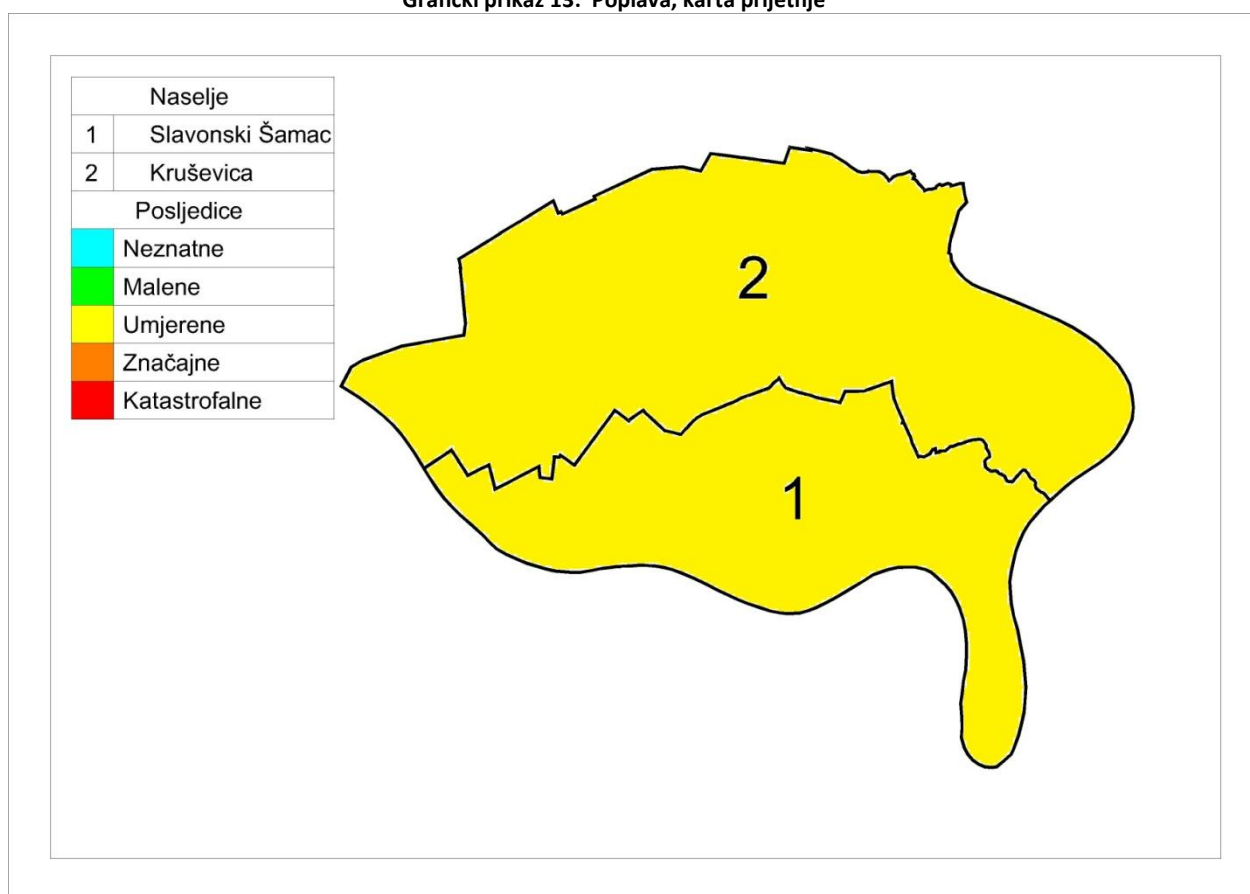 Grafički prikaz 13. Poplava, karta prijetnje
Naselje
1 Slavonski Šamac
2 Kruševica
Posljedice
Neznatne
Malene
Umjerene
Značajne
Katastrofalne
2
1